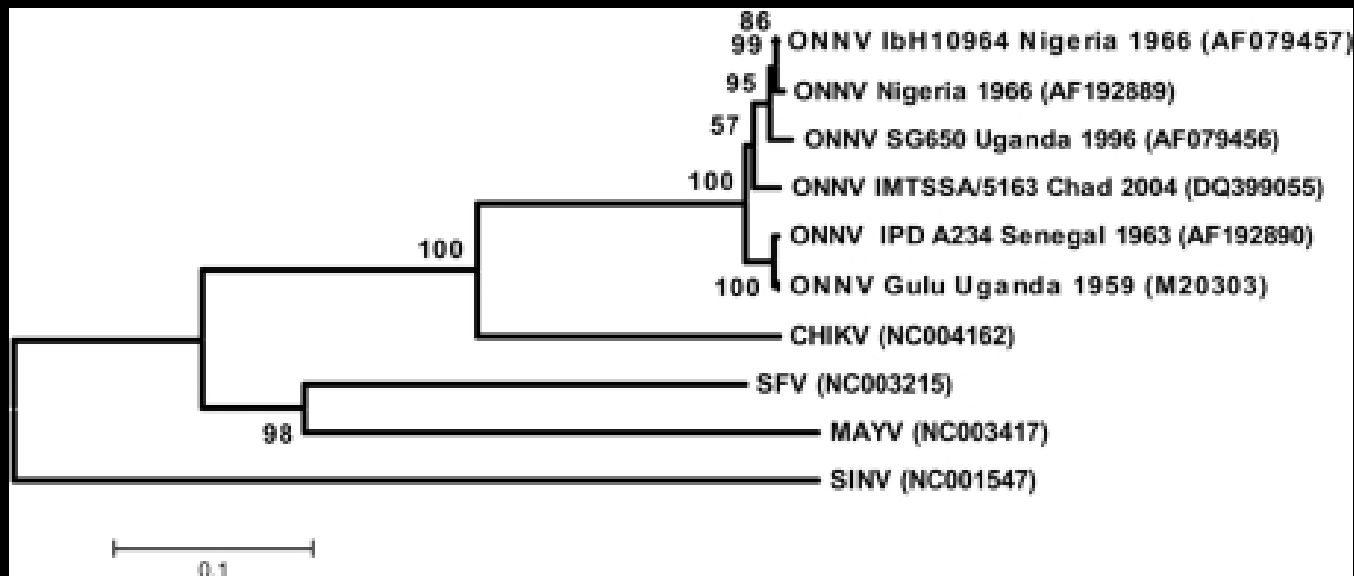 86
99 ONNV IbH10964 Nigeria 1966 (AF079457)
95 ONNV Nigeria 1966 (AF192889)
57 ONNV SG650 Uganda 1996 (AF079456)
100 ONNV IMTSSA/5163 Chad 2004 (DQ399055)
ONNV IPD A234 Senegal 1963 (AF192890)
100
100 ONNV Gulu Uganda 1959 (M20303)
CHIKV (NC004162)
SFV (NC003215)
98 MAYV (NC003417)
SINV (NC001547)
0.1